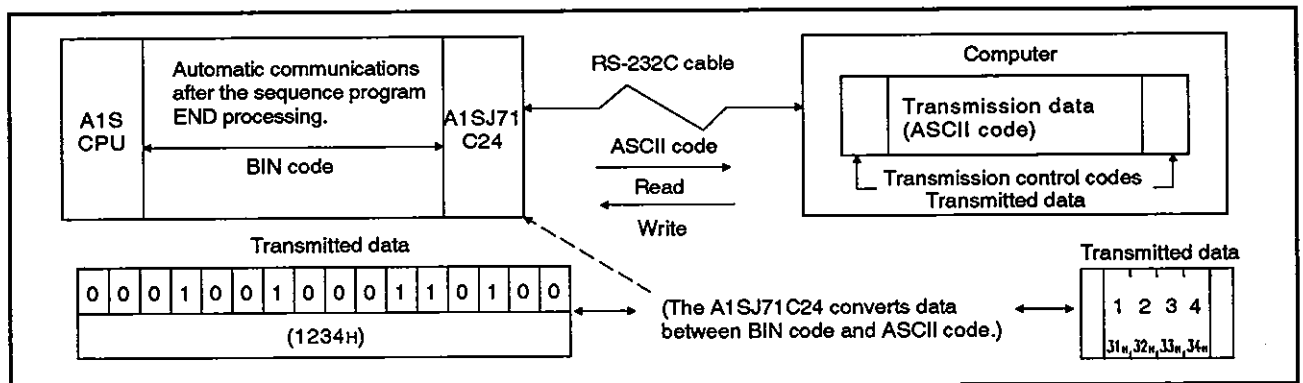 Computer
RS-232C cable
Automatic communications
after the sequence program
END processing.
A1S
CPU
A1SJ71
C24
BIN code
Transmission data
(ASCII code)
ASCII code
Read
Write
Transmission control codes
Transmitted data
Transmitted data
0 0 0 1 0 0 1 0 0 0 1 1 0 1 0 0
(1234H)
(The A1SJ71C24 converts data
between BIN code and ASCII code.)
Transmitted data
1 2 3 4
31H, 32H, 33H, 34H